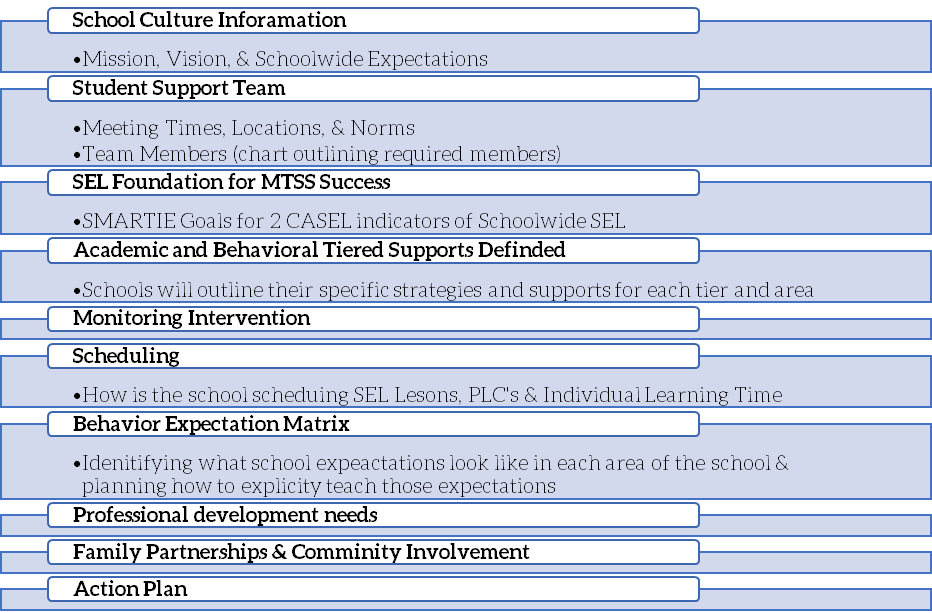 School Culture Inforamation
•Mission, Vision, & Schoolwide Expectations
Student Support Team
•Meeting Times, Locations, & Norms
•Team Members (chart outlining required members)
SEL Foundation for MTSS Success
•SMARTIE Goals for 2 CASEL indicators of Schoolwide SEL
Academic and Behavioral Tiered Supports Definded
•Schools will outline their specific strategies and supports for each tier and area
Monitoring Intervention
Scheduling
•How is the school scheduing SEL Lesons, PLC's & Individual Learning Time
Behavior Expectation Matrix
•Idenitifying what school expeactations look like in each area of the school &
planning how to explicity teach those expectations
Professional development needs
Family Partnerships & Comminity Involvement
Action Plan